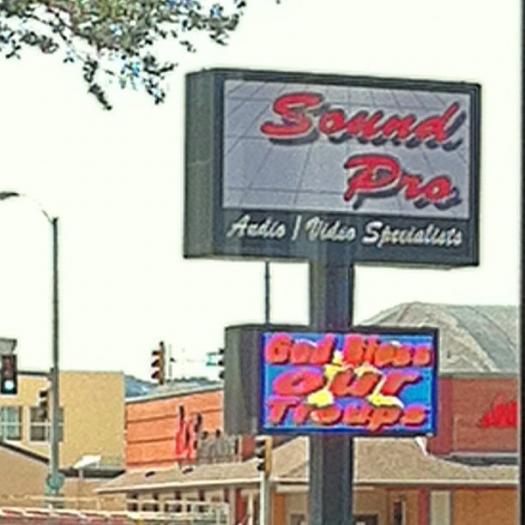 Sound
Pro
Audio / Video Specialists
God Bless
our
Troops